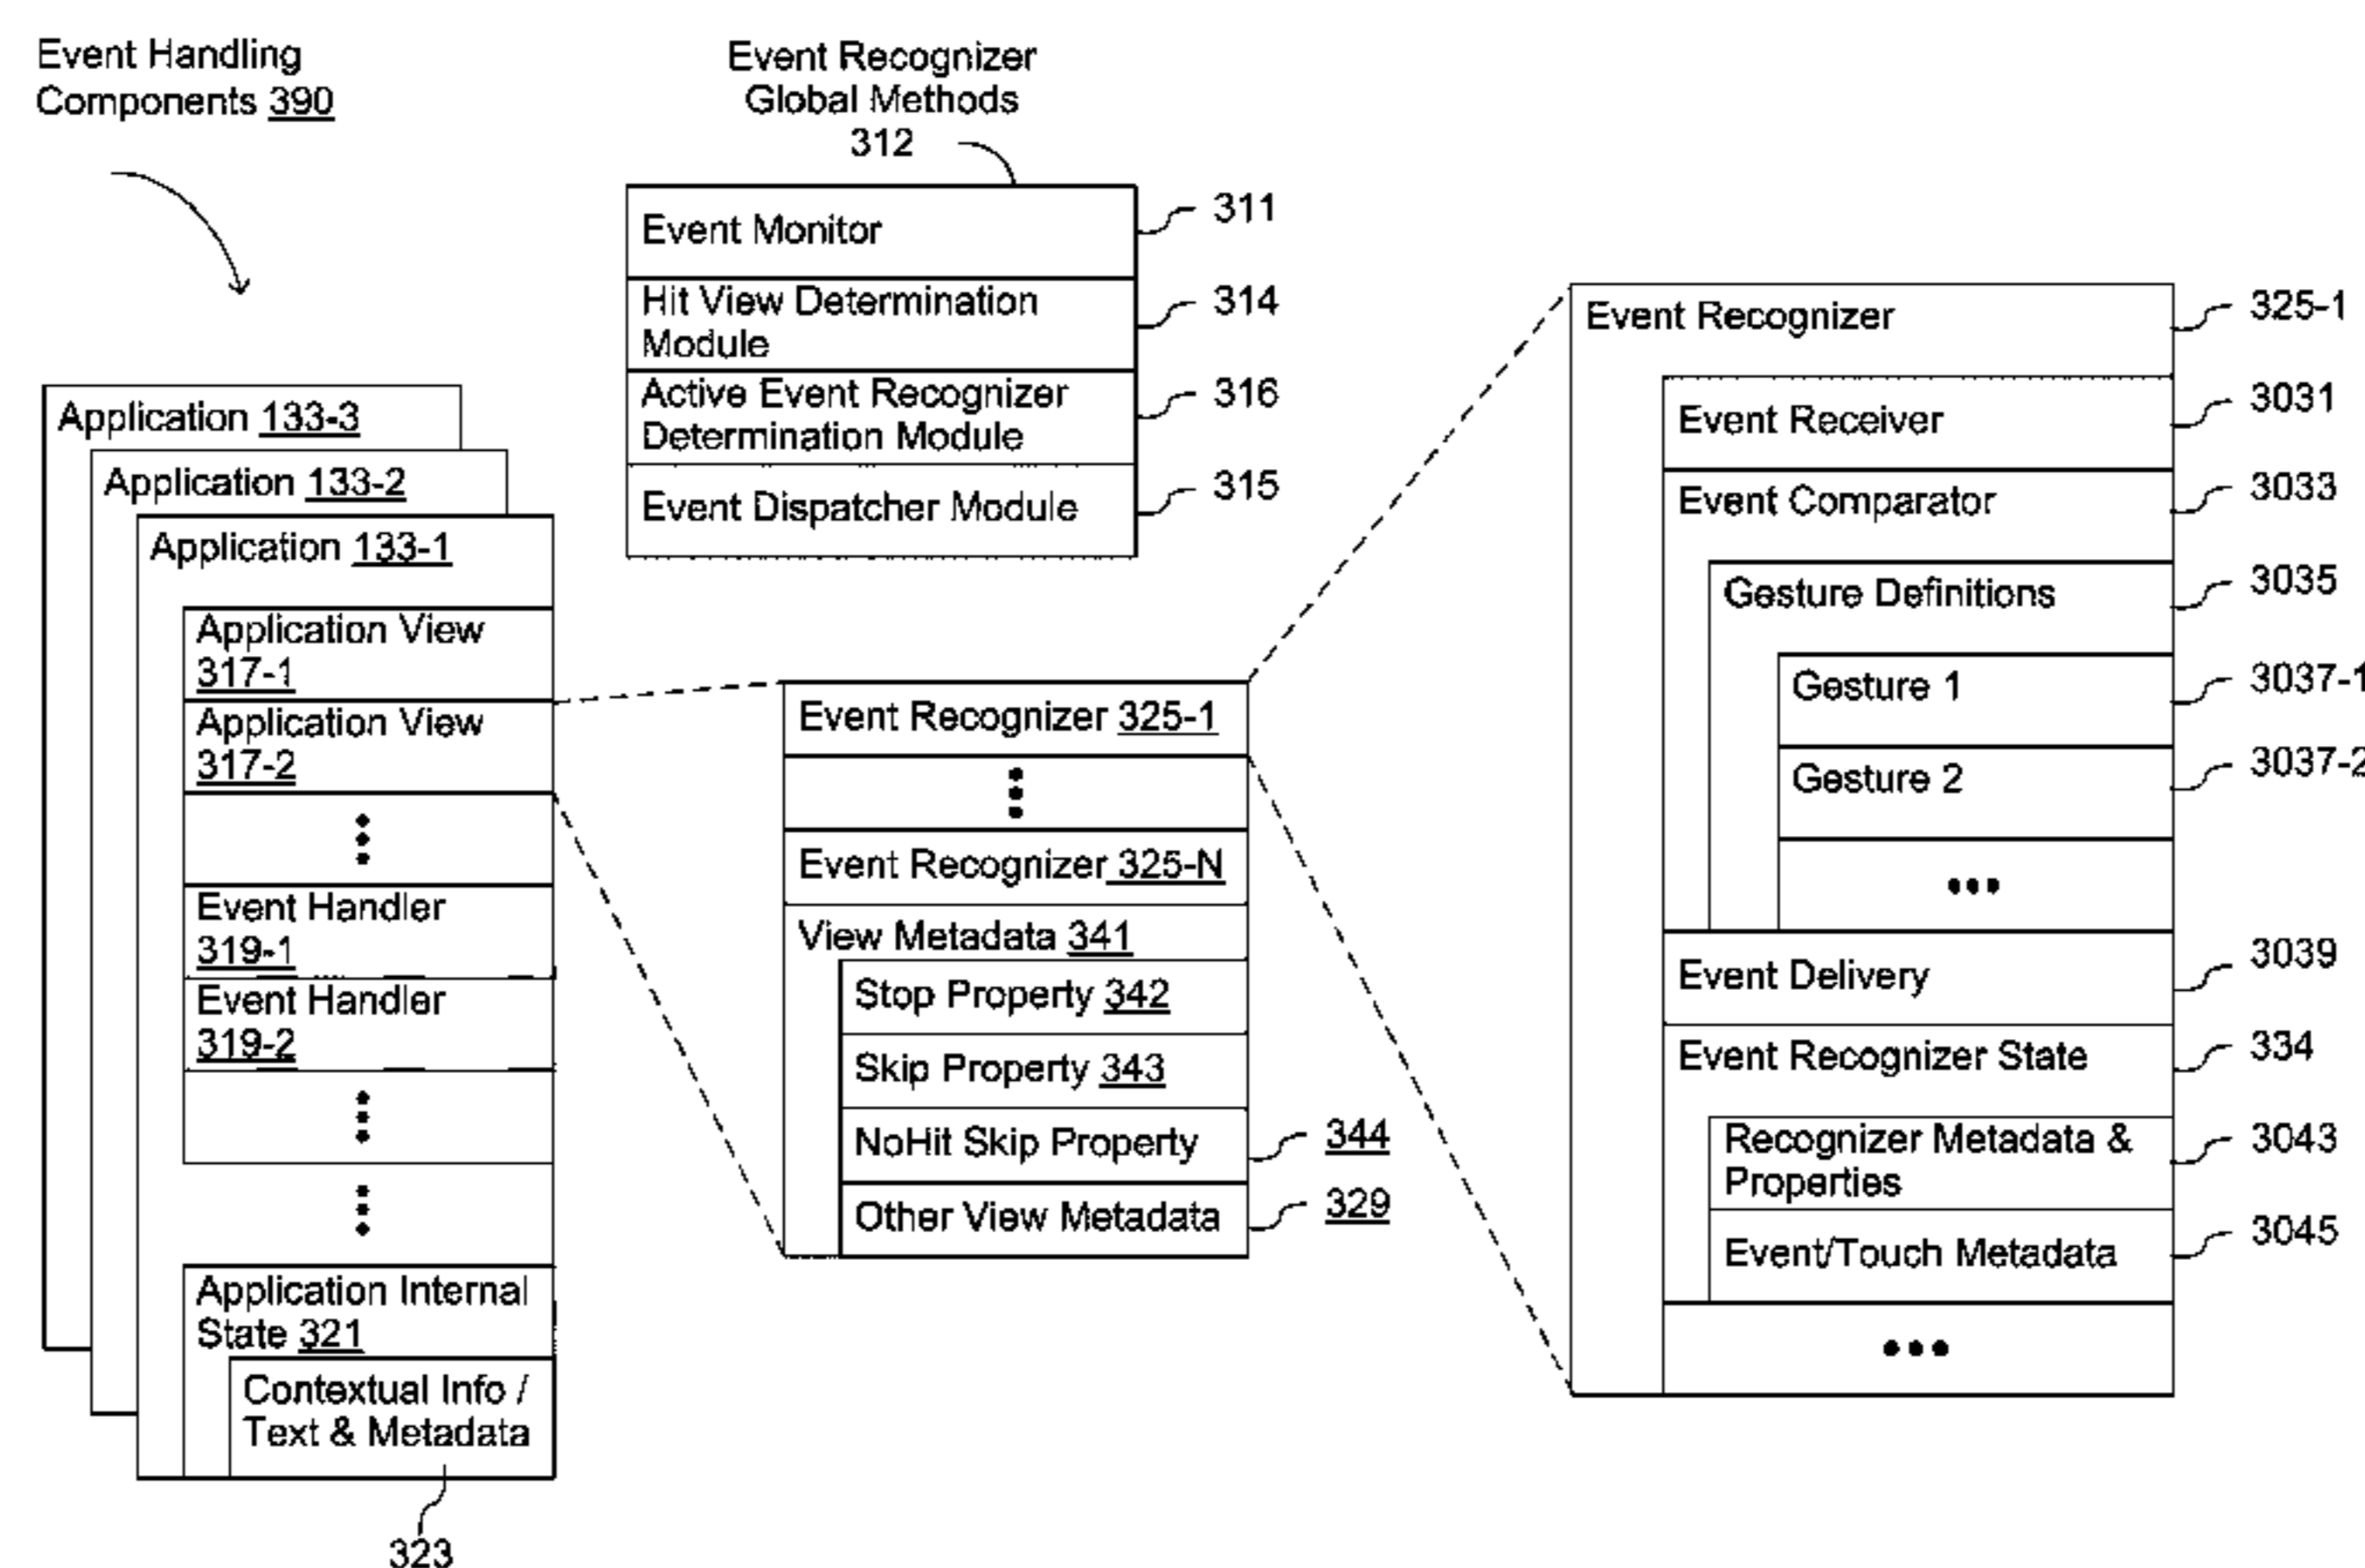 Event Handling
Components 390
Event Recognizer
Global Methods
312
Event Monitor
311
Hit View Determination
Module
314
Active Event Recognizer
Determination Module
316
Event Dispatcher Module
315
Application 133-3
Application 133-2
Application 133-1
Application View
317-1
Application View
317-2
Event Handler
319-1
Event Handler
319-2
Application Internal
State 321
Contextual Info /
Text & Metadata
323
Event Recognizer 325-1
Event Recognizer 325-N
View Metadata 341
Stop Property 342
Skip Property 343
NoHit Skip Property
344
Other View Metadata
329
Event Recognizer
325-1
Event Receiver
3031
Event Comparator
3033
Gesture Definitions
3035
Gesture 1
3037-1
Gesture 2
3037-2
Event Delivery
3039
Event Recognizer State
334
Recognizer Metadata &
Properties
3043
Event/Touch Metadata
3045